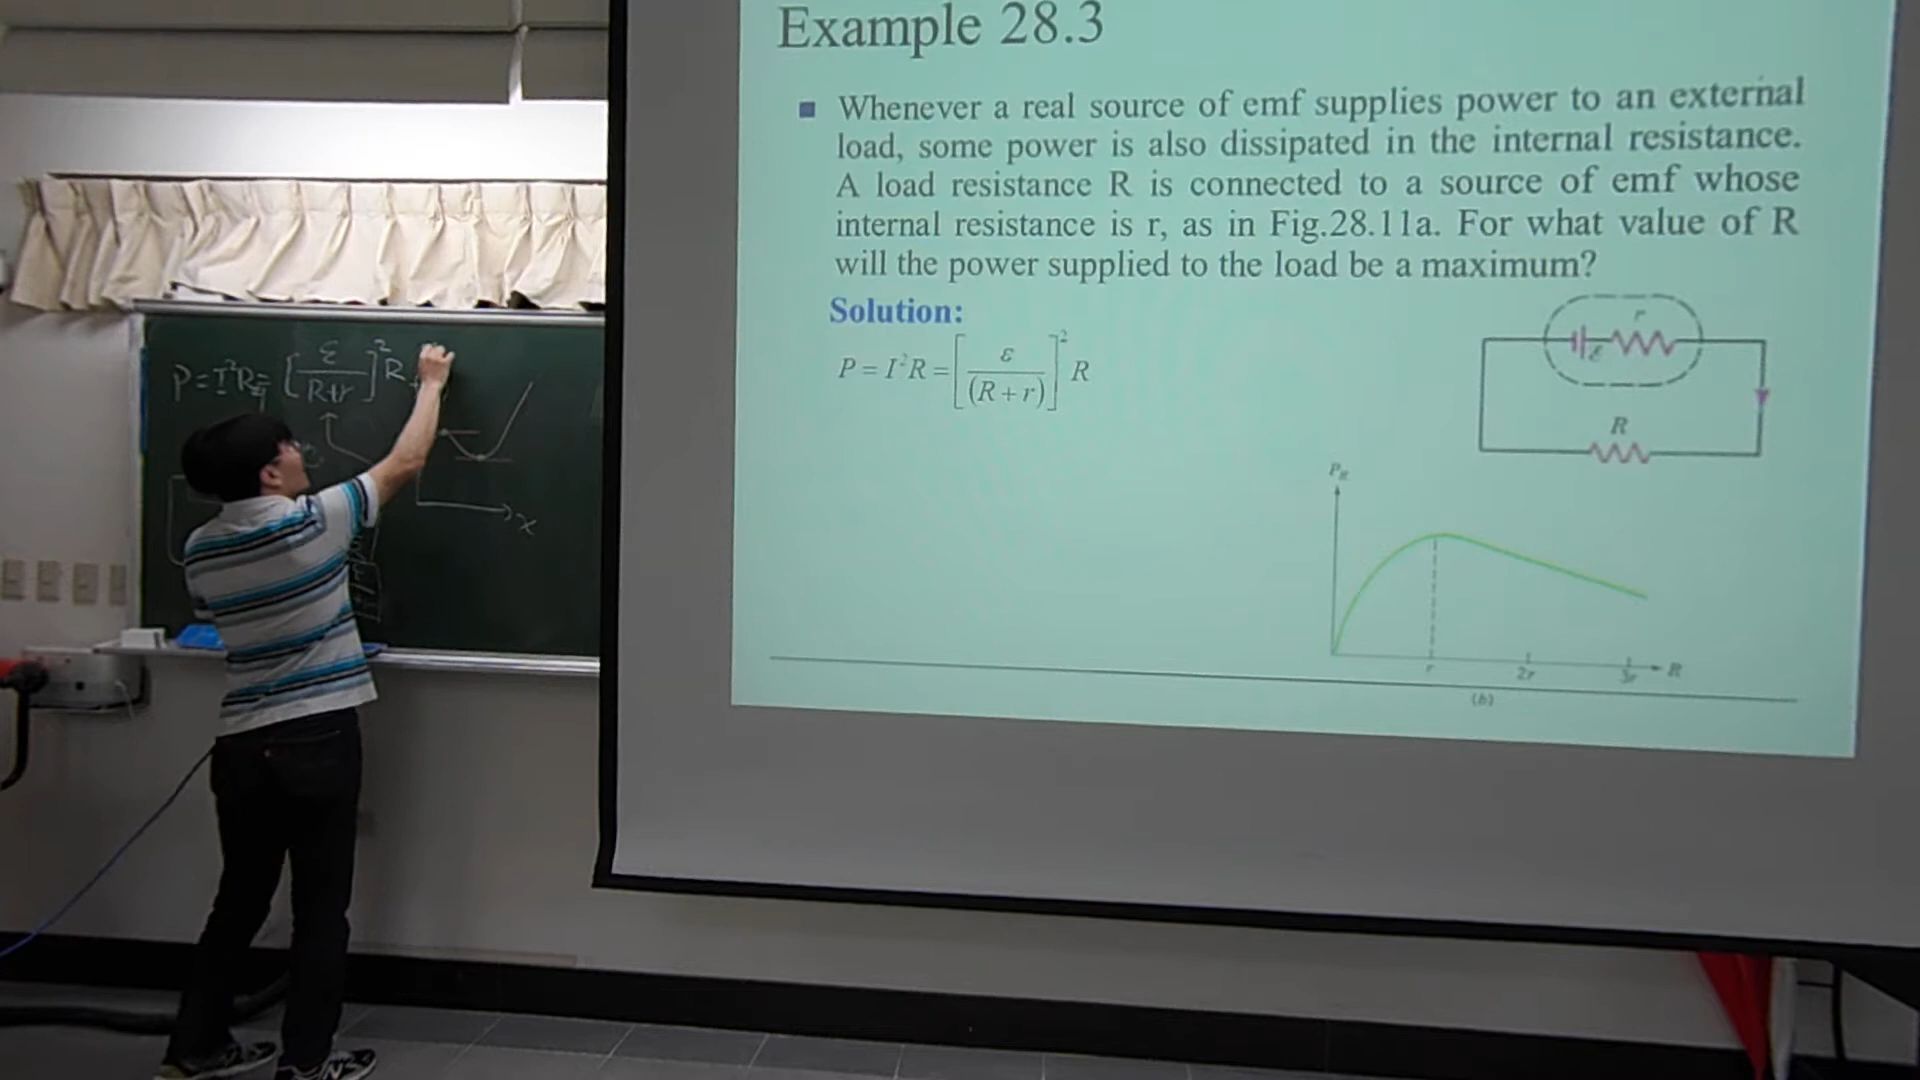 Example 28.3
Whenever a real source of emf supplies power to an external
load, some power is also dissipated in the internal resistance.
A load resistance R is connected to a source of emf whose
internal resistance is r, as in Fig.28.11a. For what value of R
will the power supplied to the load be a maximum?
Solution:
P = I²R = [ε / (R + r)]² R
r
ε
R
P_R
r 2r 3r R
(b)
P = I²R = [ε / R+r]² R
x